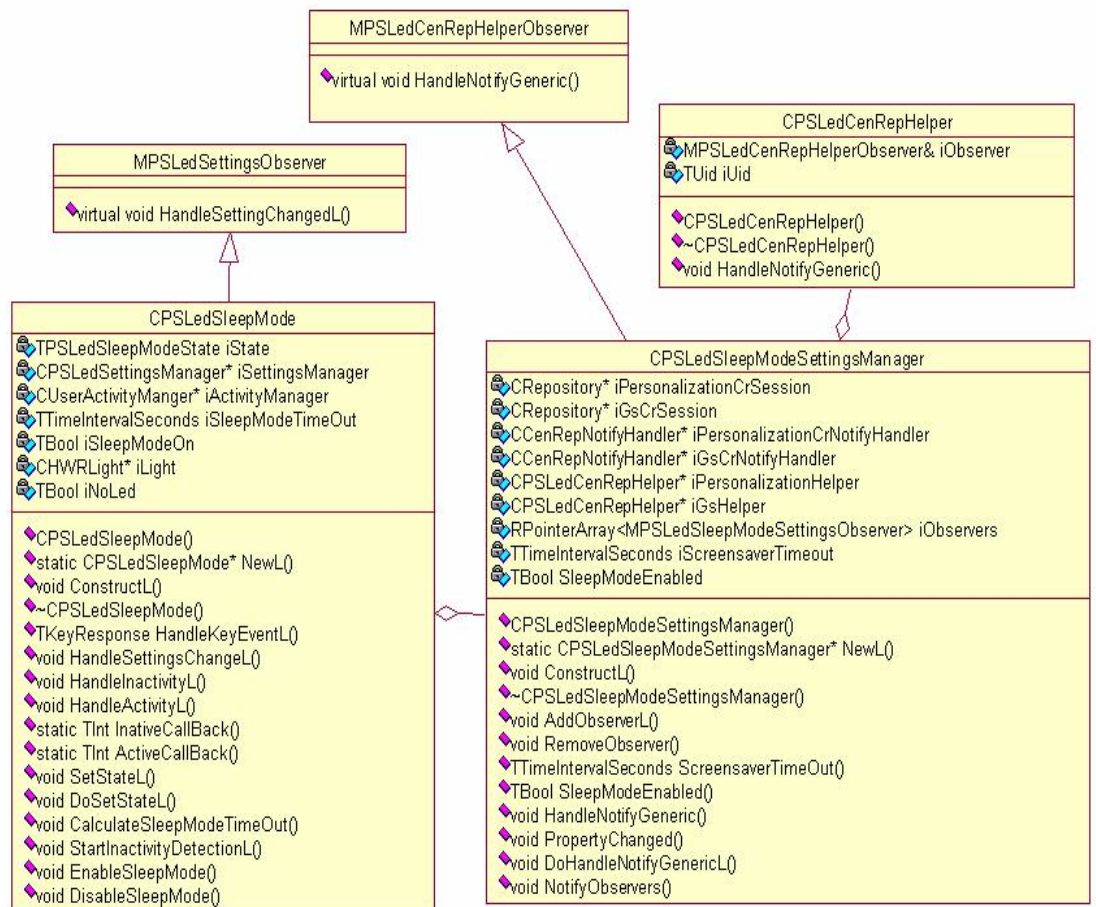 MPSLedCenRepHelperObserver
virtual void HandleNotifyGeneric()
MPSLedSettingsObserver
virtual void HandleSettingChangedL()
CPSLedCenRepHelper
MPSLedCenRepHelperObserver& iObserver
TUid iUid
CPSLedCenRepHelper()
~CPSLedCenRepHelper()
void HandleNotifyGeneric()
CPSLedSleepMode
TPSLedSleepModeState iState
CPSLedSettingsManager* iSettingsManager
CUserActivityManger* iActivityManager
TTimeIntervalSeconds iSleepModeTimeOut
TBool iSleepModeOn
CHWRLight* iLight
TBool iNoLed
CPSLedSleepMode()
static CPSLedSleepMode* NewL()
void ConstructL()
~CPSLedSleepMode()
TKeyResponse HandleKeyEventL()
void HandleSettingsChangeL()
void HandleInactivityL()
void HandleActivityL()
static TInt InativeCallBack()
static TInt ActiveCallBack()
void SetStateL()
void DoSetStateL()
void CalculateSleepModeTimeOut()
void StartInactivityDetectionL()
void EnableSleepMode()
void DisableSleepMode()
CPSLedSleepModeSettingsManager
CRepository* iPersonalizationCrSession
CRepository* iGsCrSession
CCenRepNotifyHandler* iPersonalizationCrNotifyHandler
CCenRepNotifyHandler* iGsCrNotifyHandler
CPSLedCenRepHelper* iPersonalizationHelper
CPSLedCenRepHelper* iGsHelper
RPointerArray<MPSLedSleepModeSettingsObserver> iObservers
TTimeIntervalSeconds iScreensaverTimeout
TBool SleepModeEnabled
CPSLedSleepModeSettingsManager()
static CPSLedSleepModeSettingsManager* NewL()
void ConstructL()
~CPSLedSleepModeSettingsManager()
void AddObserverL()
void RemoveObserver()
TTimeIntervalSeconds ScreensaverTimeOut()
TBool SleepModeEnabled()
void HandleNotifyGeneric()
void PropertyChanged()
void DoHandleNotifyGenericL()
void NotifyObservers()